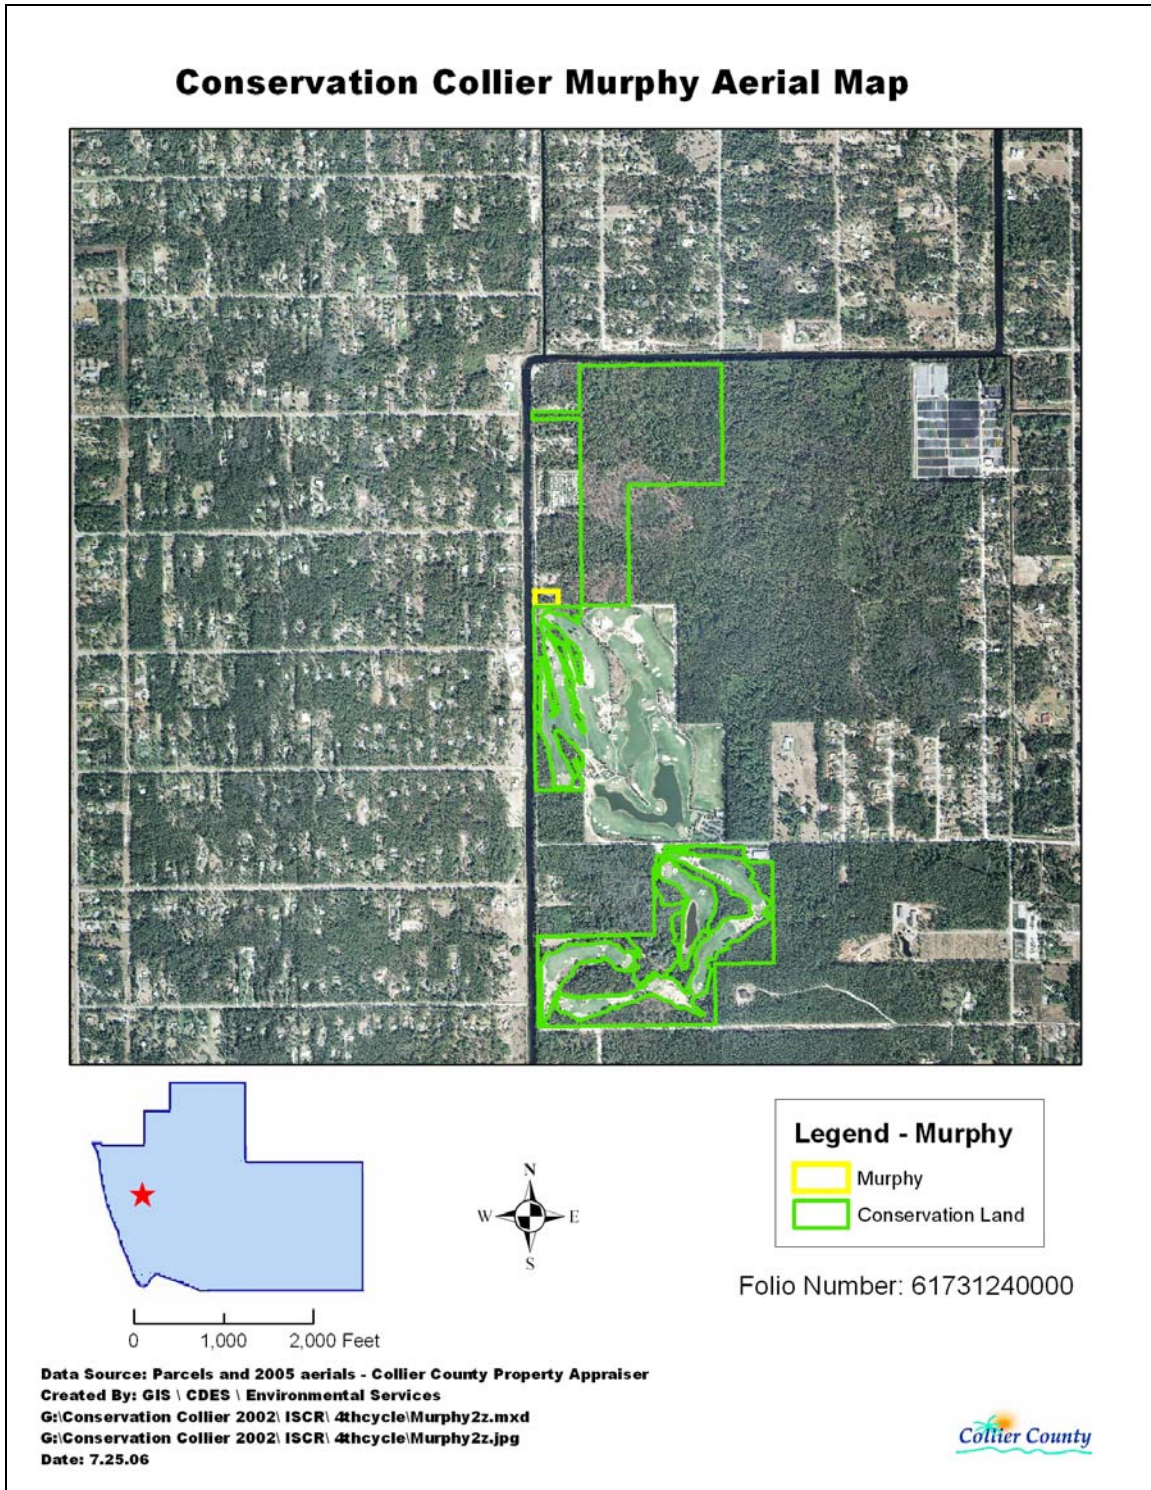 Conservation Collier Murphy Aerial Map
Legend - Murphy
Murphy
Conservation Land
N
W E
S
Folio Number: 61731240000
0 1,000 2,000 Feet
Data Source: Parcels and 2005 aerials - Collier County Property Appraiser
Created By: GIS \ CDES \ Environmental Services
G:\Conservation Collier 2002\ ISCR\ 4thcycle\Murphy2z.mxd
G:\Conservation Collier 2002\ ISCR\ 4thcycle\Murphy2z.jpg
Date: 7.25.06
Collier County